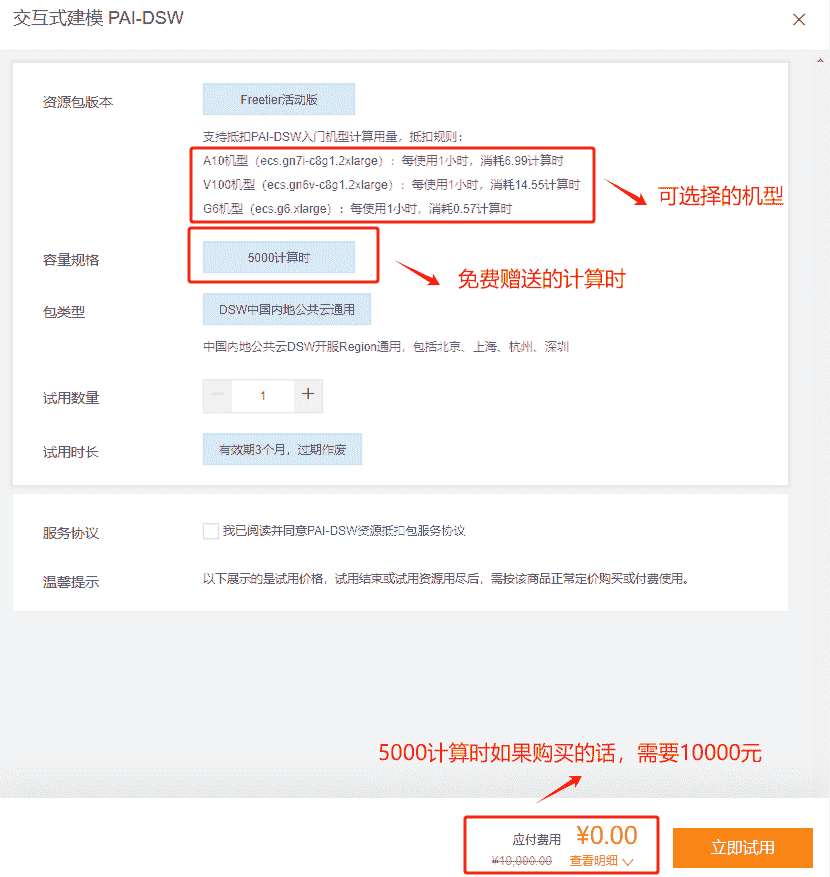 交互式建模 PAI-DSW
资源包版本
Freetier活动版
支持抵扣PAI-DSW入门机型计算用量，抵扣规则：
A10机型（ecs.gn7i-c8g1.2xlarge）：每使用1小时，消耗6.99计算时
V100机型（ecs.gn6v-c8g1.2xlarge）：每使用1小时，消耗14.55计算时
G6机型（ecs.g6.xlarge）：每使用1小时，消耗0.57计算时
可选择的机型
容量规格
5000计算时
免费赠送的计算时
包类型
DSW中国内地公共云通用
中国内地公共云DSW开服Region通用，包括北京、上海、杭州、深圳
试用数量
1
试用时长
有效期3个月，过期作废
服务协议
我已阅读并同意PAI-DSW资源抵扣包服务协议
温馨提示
以下展示的是试用价格，试用结束或试用资源用尽后，需按该商品正常定价购买或付费使用。
5000计算时如果购买的话，需要10000元
应付费用 ¥0.00
¥10,000.00 查看明细
立即试用